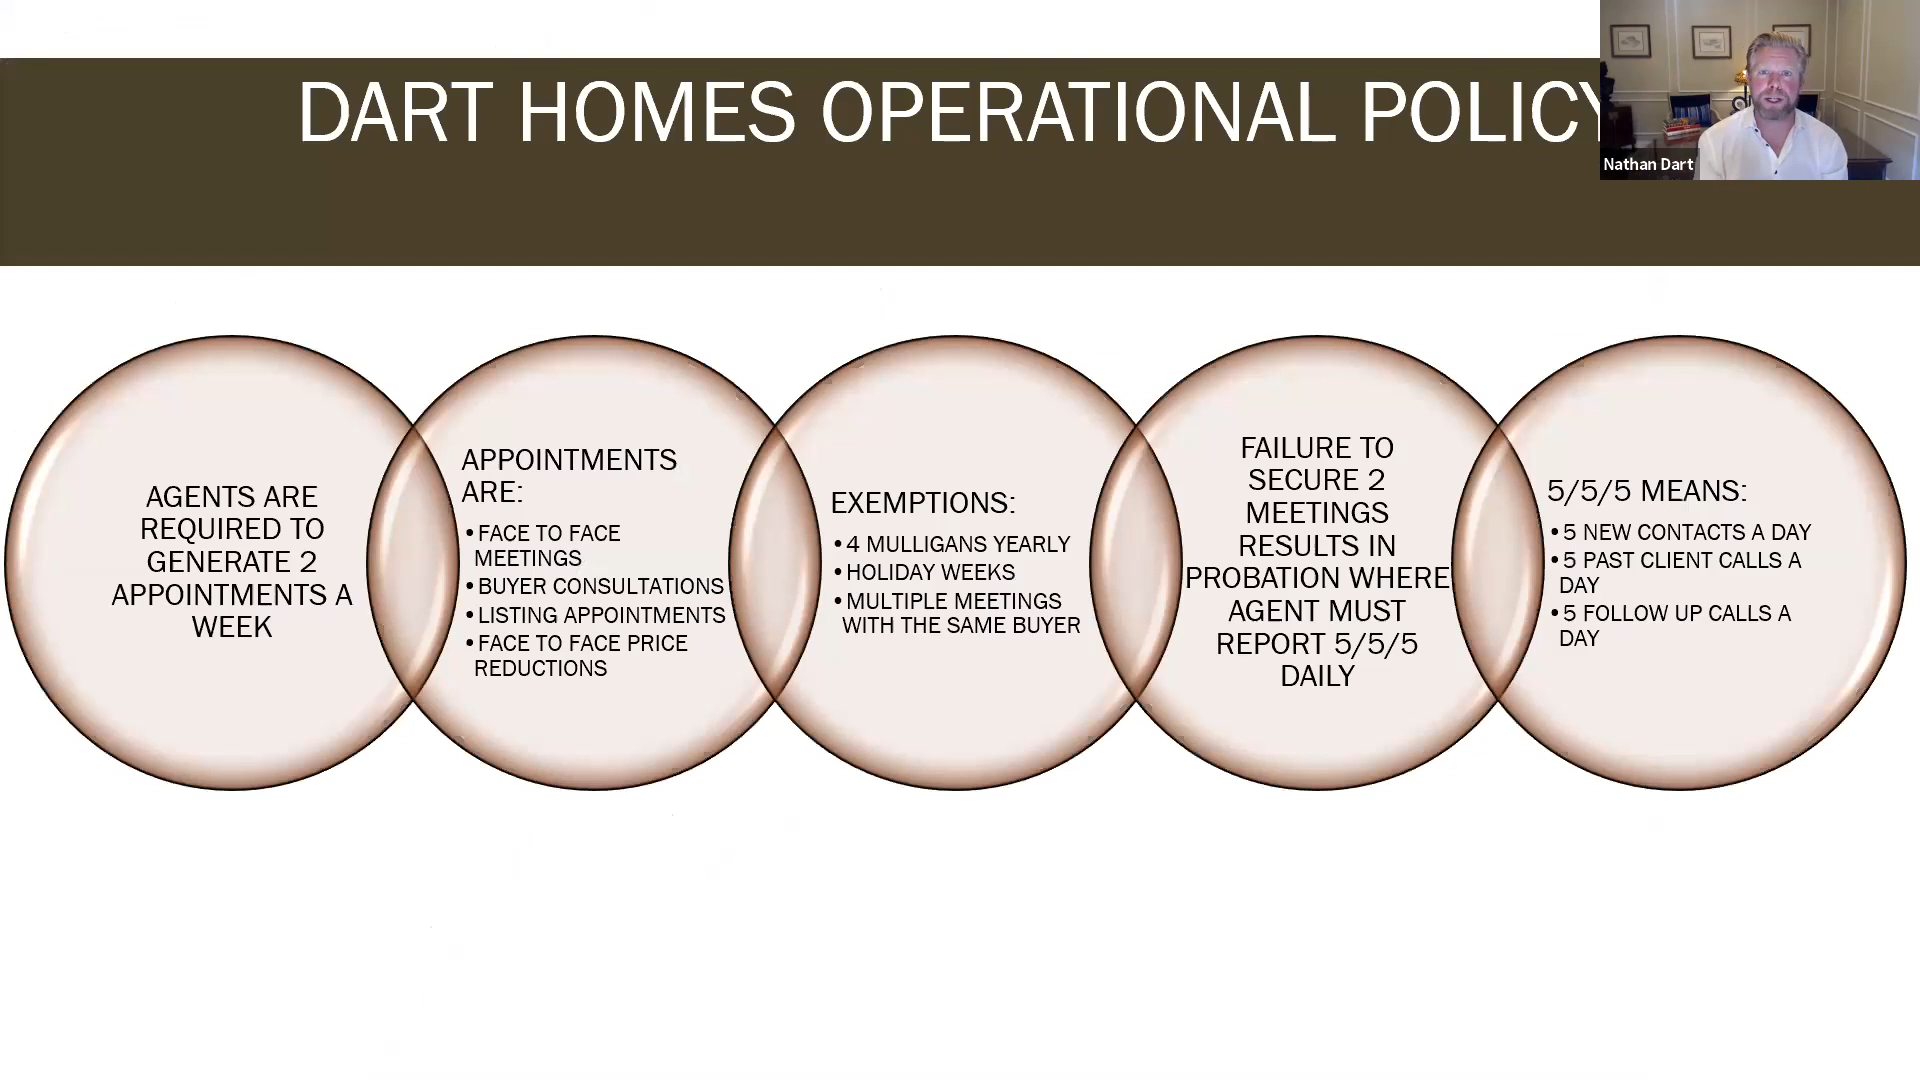 DART HOMES OPERATIONAL POLICY
Nathan Dart
AGENTS ARE
REQUIRED TO
GENERATE 2
APPOINTMENTS A
WEEK
APPOINTMENTS
ARE:
•FACE TO FACE
MEETINGS
•BUYER CONSULTATIONS
•LISTING APPOINTMENTS
•FACE TO FACE PRICE
REDUCTIONS
EXEMPTIONS:
•4 MULLIGANS YEARLY
•HOLIDAY WEEKS
•MULTIPLE MEETINGS
WITH THE SAME BUYER
FAILURE TO
SECURE 2
MEETINGS
RESULTS IN
PROBATION WHERE
AGENT MUST
REPORT 5/5/5
DAILY
5/5/5 MEANS:
•5 NEW CONTACTS A DAY
•5 PAST CLIENT CALLS A
DAY
•5 FOLLOW UP CALLS A
DAY